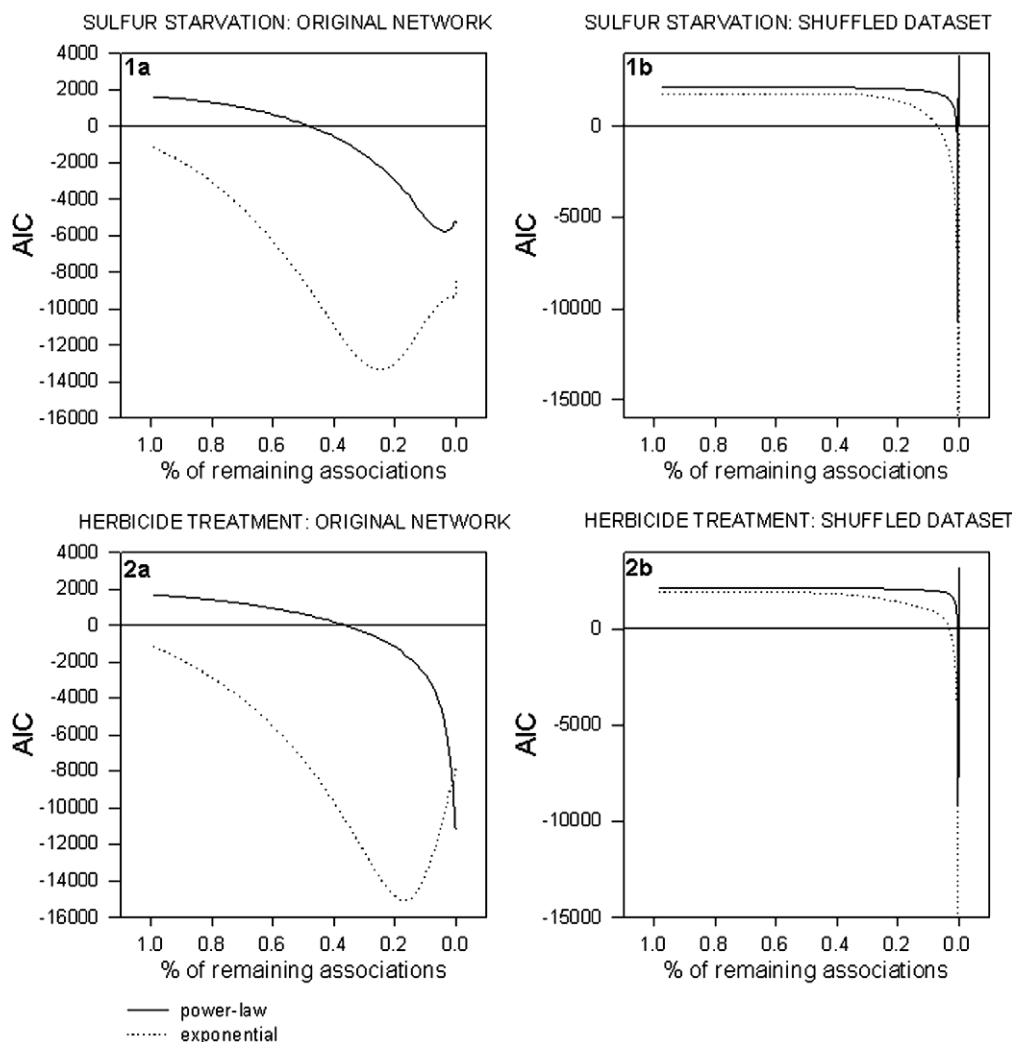 SULFUR STARVATION: ORIGINAL NETWORK
1a
4000
2000
0
-2000
-4000
-6000
-8000
-10000
-12000
-14000
-16000
AIC
1.0 0.8 0.6 0.4 0.2 0.0
% of remaining associations
SULFUR STARVATION: SHUFFLED DATASET
1b
0
-5000
-10000
-15000
AIC
1.0 0.8 0.6 0.4 0.2 0.0
% of remaining associations
HERBICIDE TREATMENT: ORIGINAL NETWORK
2a
4000
2000
0
-2000
-4000
-6000
-8000
-10000
-12000
-14000
-16000
AIC
1.0 0.8 0.6 0.4 0.2 0.0
% of remaining associations
HERBICIDE TREATMENT: SHUFFLED DATASET
2b
0
-5000
-10000
-15000
AIC
1.0 0.8 0.6 0.4 0.2 0.0
% of remaining associations
power-law
exponential